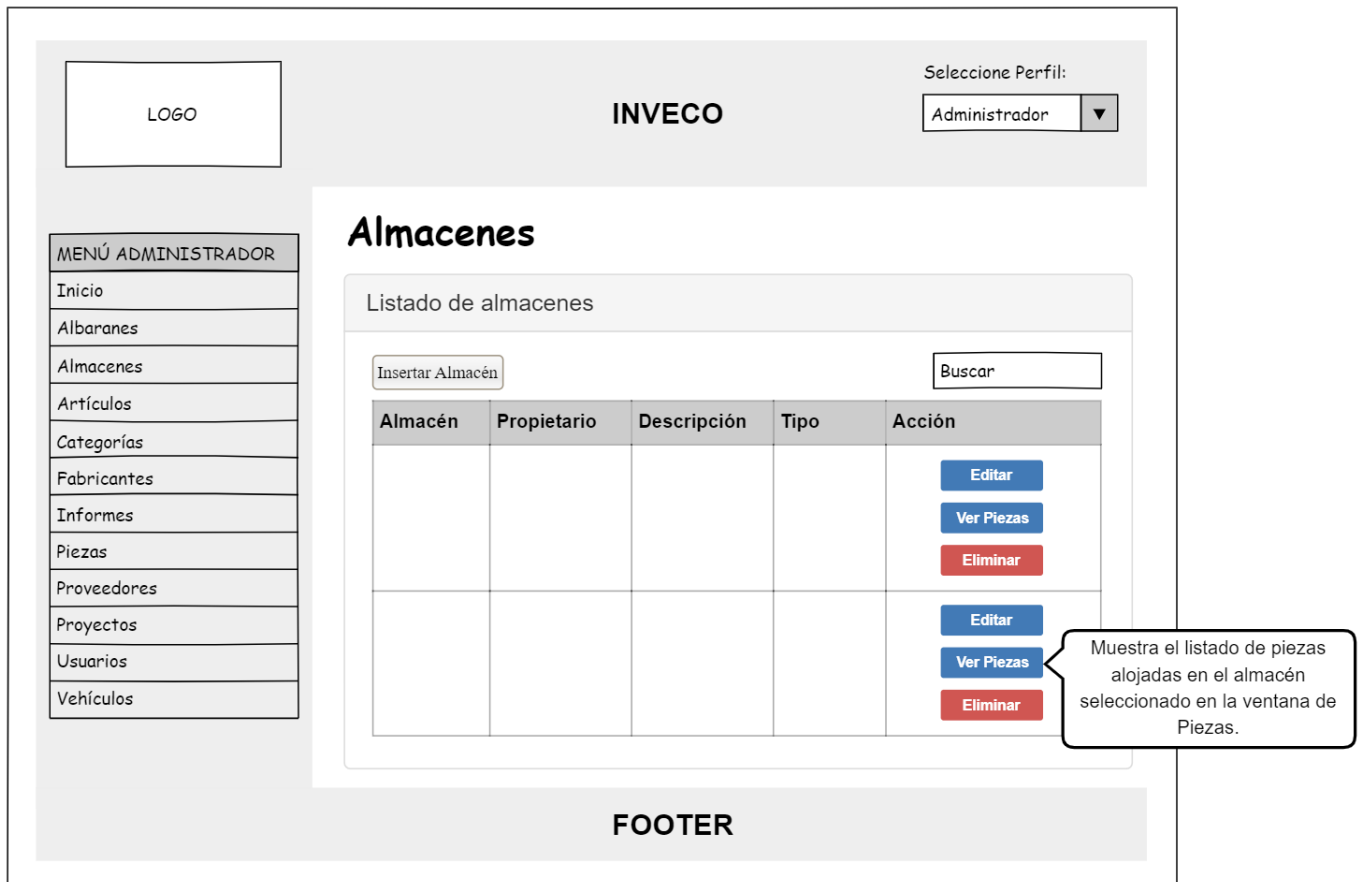 LOGO
INVECO
Seleccione Perfil:
Administrador
MENÚ ADMINISTRADOR
Inicio
Albaranes
Almacenes
Artículos
Categorías
Fabricantes
Informes
Piezas
Proveedores
Proyectos
Usuarios
Vehículos
Almacenes
Listado de almacenes
Insertar Almacén
Buscar
Almacén Propietario Descripción Tipo Acción
Editar
Ver Piezas
Eliminar
Editar
Ver Piezas
Eliminar
Muestra el listado de piezas
alojadas en el almacén
seleccionado en la ventana de
Piezas.
FOOTER